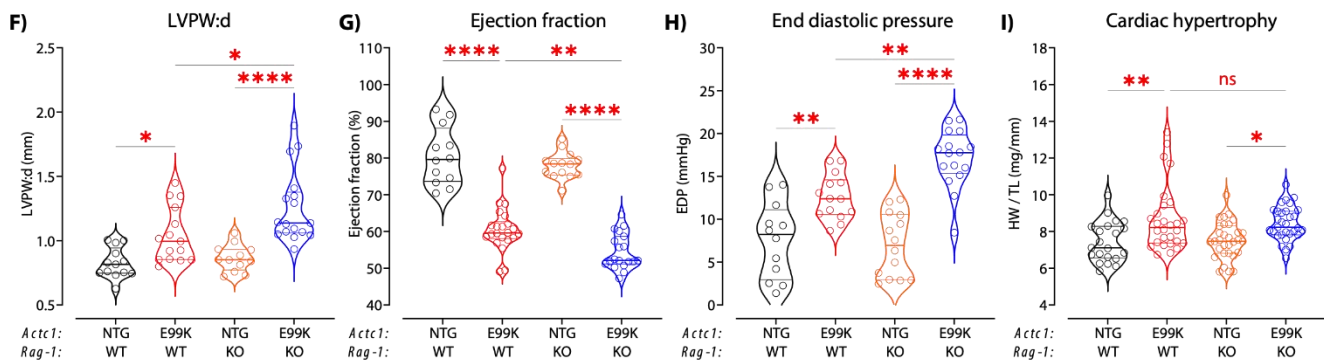 F) LVPW:d
LVPW:d (mm)
2.5
2.0
1.5
1.0
0.5
*
****
*
Actc1: NTG E99K NTG E99K
Rag-1: WT WT KO KO
G) Ejection fraction
Ejection fraction (%)
110
100
90
80
70
60
50
40
**** **
****
Actc1: NTG E99K NTG E99K
Rag-1: WT WT KO KO
H) End diastolic pressure
EDP (mmHg)
30
25
20
15
10
5
0
**
****
**
Actc1: NTG E99K NTG E99K
Rag-1: WT WT KO KO
I) Cardiac hypertrophy
HW / TL (mg/mm)
18
16
14
12
10
8
6
4
** ns
*
Actc1: NTG E99K NTG E99K
Rag-1: WT WT KO KO